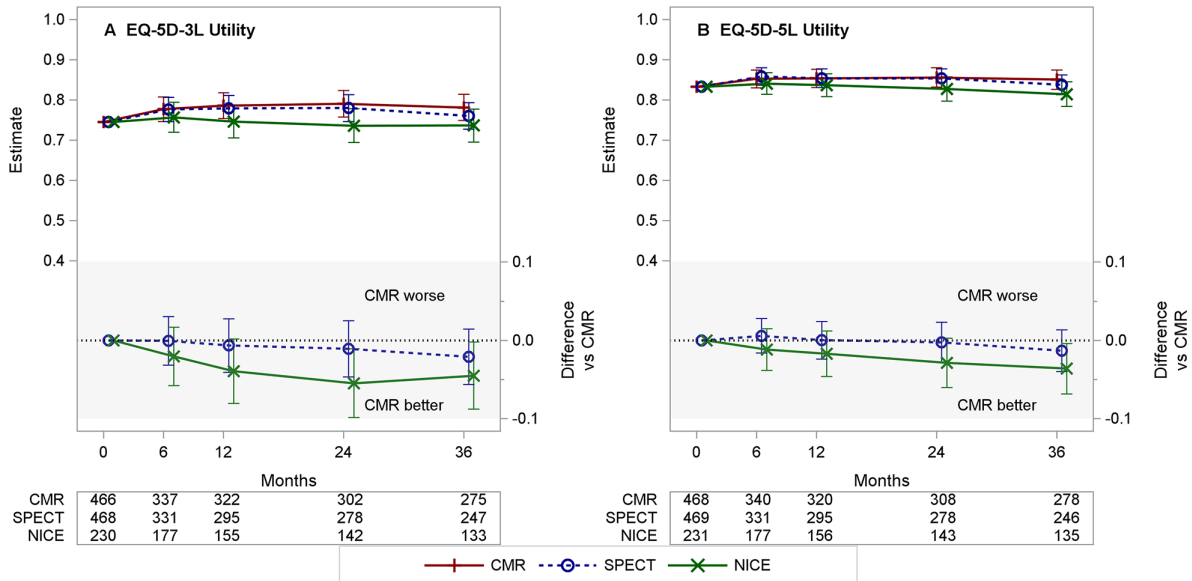 A EQ-5D-3L Utility
1.0
0.9
0.8
0.7
0.6
0.5
0.4
Estimate
CMR worse
CMR better
0.1
0.0
-0.1
Difference
vs CMR
0 6 12 24 36
Months
CMR 466 337 322 302 275
SPECT 468 331 295 278 247
NICE 230 177 155 142 133
B EQ-5D-5L Utility
1.0
0.9
0.8
0.7
0.6
0.5
0.4
Estimate
CMR worse
CMR better
0.1
0.0
-0.1
Difference
vs CMR
0 6 12 24 36
Months
CMR 468 340 320 308 278
SPECT 469 331 295 278 246
NICE 231 177 156 143 135
CMR SPECT NICE